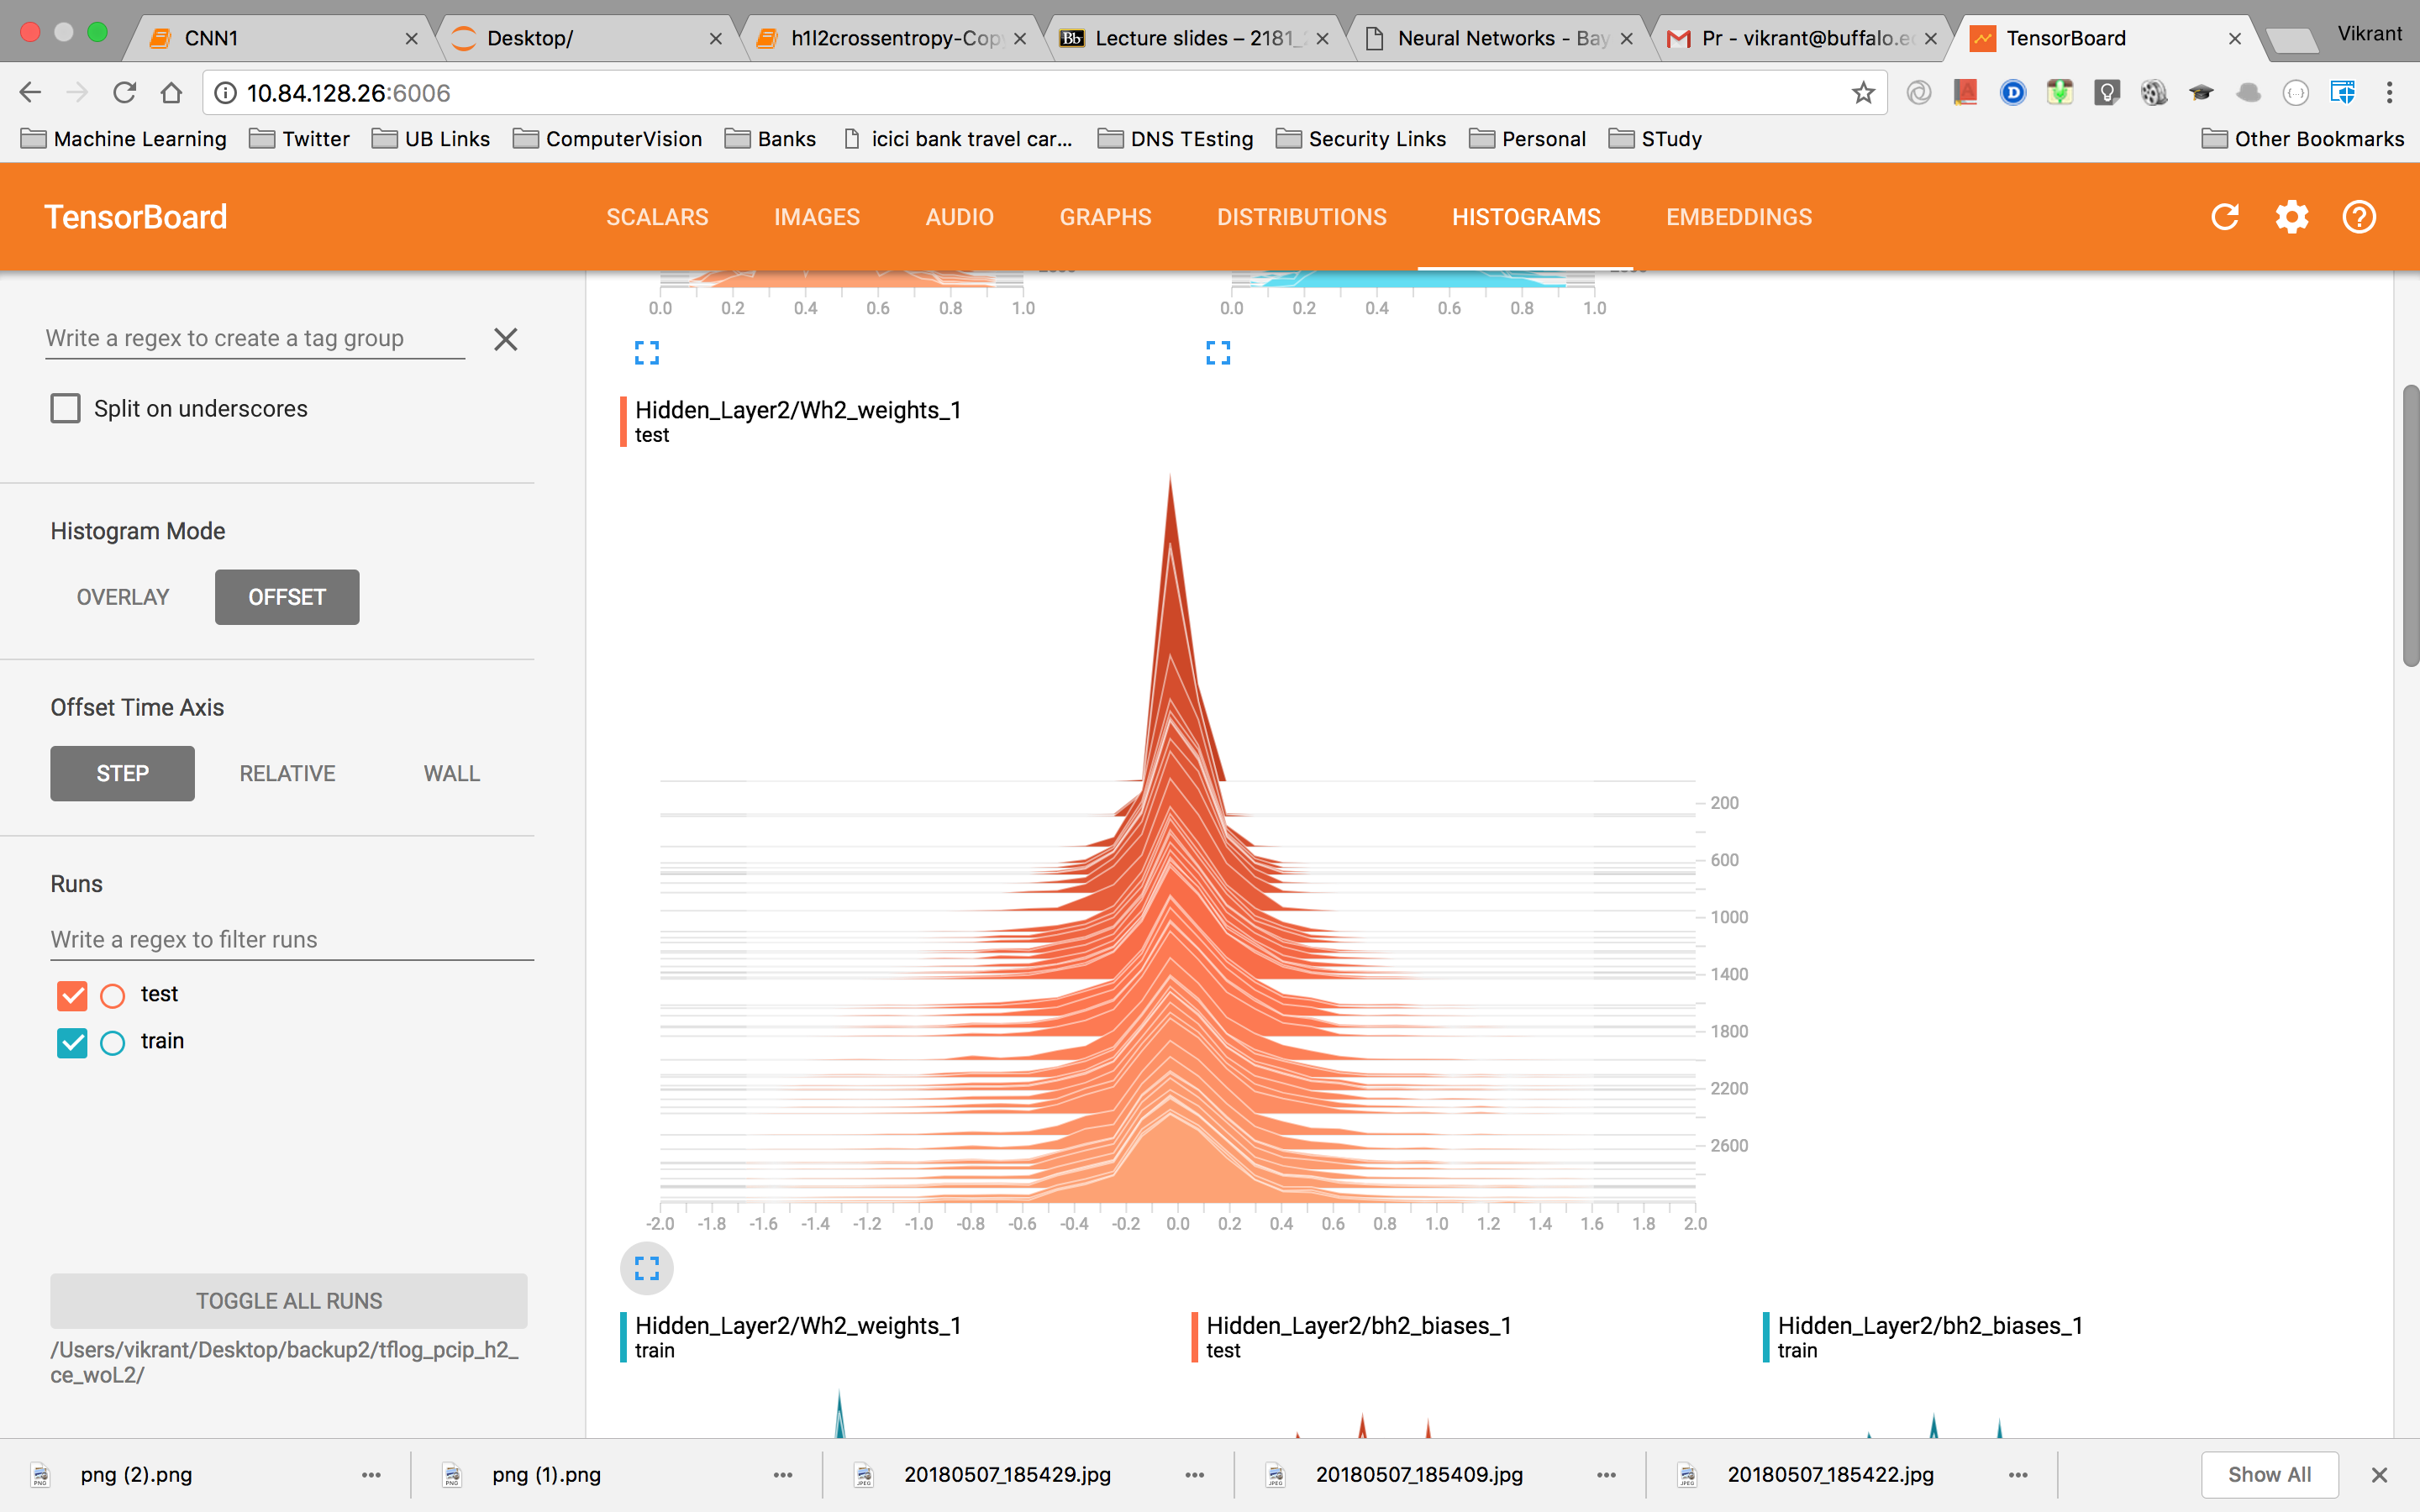 CNN1
Desktop/
h1l2crossentropy-Cop
Lecture slides – 2181_
Neural Networks - Bay
Pr - vikrant@buffalo.e
TensorBoard
Vikrant
10.84.128.26:6006
Machine Learning
Twitter
UB Links
ComputerVision
Banks
icici bank travel car...
DNS TEsting
Security Links
Personal
STudy
Other Bookmarks
TensorBoard
SCALARS
IMAGES
AUDIO
GRAPHS
DISTRIBUTIONS
HISTOGRAMS
EMBEDDINGS
Write a regex to create a tag group
Split on underscores
Histogram Mode
OVERLAY
OFFSET
Offset Time Axis
STEP
RELATIVE
WALL
Runs
Write a regex to filter runs
test
train
TOGGLE ALL RUNS
/Users/vikrant/Desktop/backup2/tflog_pcip_h2_
ce_woL2/
0.0 0.2 0.4 0.6 0.8 1.0
0.0 0.2 0.4 0.6 0.8 1.0
Hidden_Layer2/Wh2_weights_1
test
200
600
1000
1400
1800
2200
2600
-2.0 -1.8 -1.6 -1.4 -1.2 -1.0 -0.8 -0.6 -0.4 -0.2 0.0 0.2 0.4 0.6 0.8 1.0 1.2 1.4 1.6 1.8 2.0
Hidden_Layer2/Wh2_weights_1
train
Hidden_Layer2/bh2_biases_1
test
Hidden_Layer2/bh2_biases_1
train
png (2).png
png (1).png
20180507_185429.jpg
20180507_185409.jpg
20180507_185422.jpg
Show All